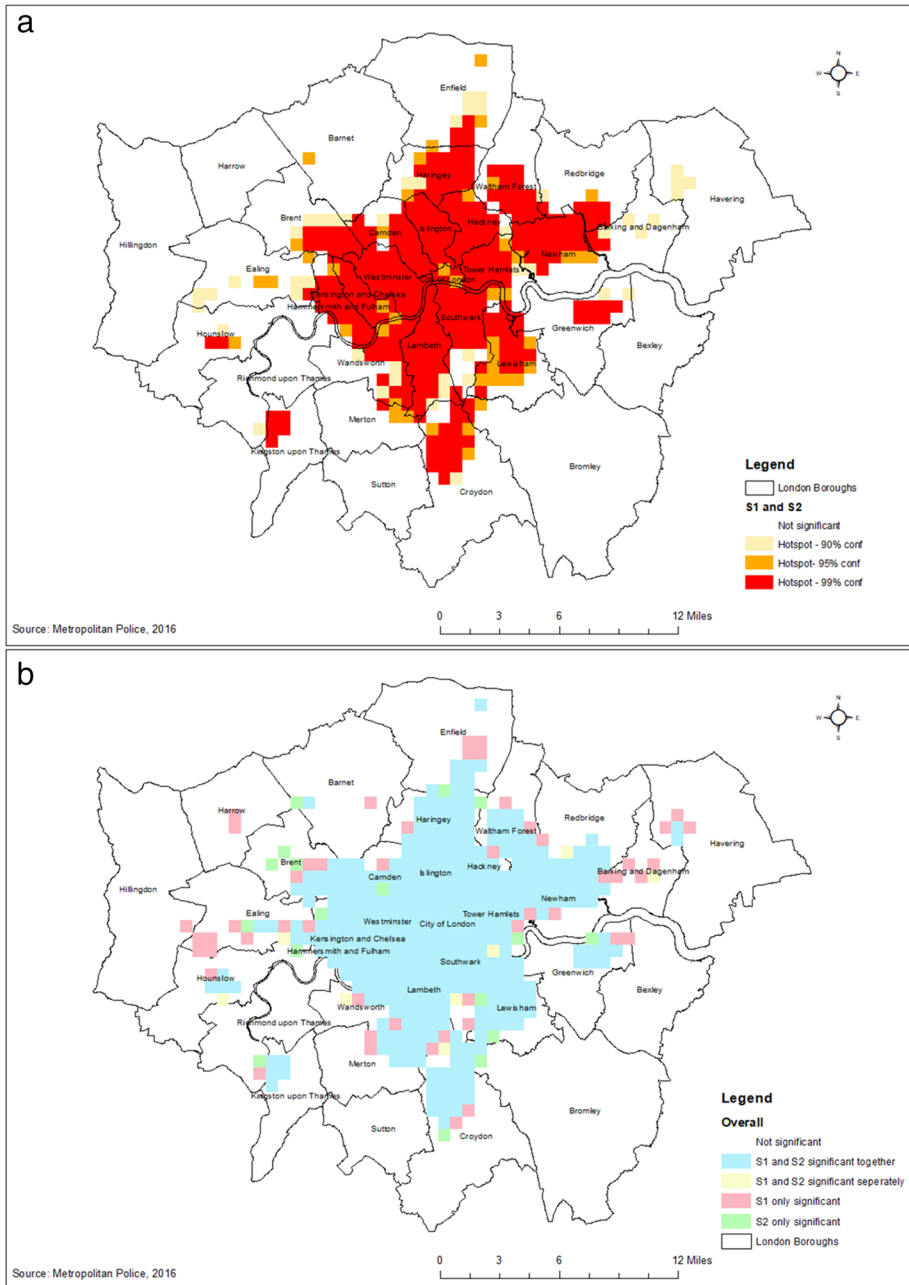 a
N
W E
S
Enfield
Barnet
Harrow
Haringey
Waltham Forest
Redbridge
Havering
Brent
Hackney
Islington
Camden
Barking and Dagenham
Hillingdon
Newham
Ealing
Westminster
Tower Hamlets
City of London
Kensington and Chelsea
Hammersmith and Fulham
Southwark
Greenwich
Hounslow
Bexley
Lambeth
Wandsworth
Lewisham
Richmond upon Thames
Merton
Kingston upon Thames
Bromley
Sutton
Croydon
Legend
London Boroughs
S1 and S2
Not significant
Hotspot - 90% conf
Hotspot- 95% conf
Hotspot - 99% conf
0 3 6 12 Miles
Source: Metropolitan Police, 2016
b
N
W E
S
Enfield
Barnet
Harrow
Haringey
Waltham Forest
Redbridge
Havering
Brent
Hackney
Islington
Camden
Barking and Dagenham
Hillingdon
Newham
Ealing
Westminster
Tower Hamlets
City of London
Kensington and Chelsea
Hammersmith and Fulham
Southwark
Greenwich
Hounslow
Bexley
Lambeth
Wandsworth
Lewisham
Richmond upon Thames
Merton
Kingston upon Thames
Bromley
Sutton
Croydon
Legend
Overall
Not significant
S1 and S2 significant together
S1 and S2 significant seperately
S1 only significant
S2 only significant
London Boroughs
0 3 6 12 Miles
Source: Metropolitan Police, 2016